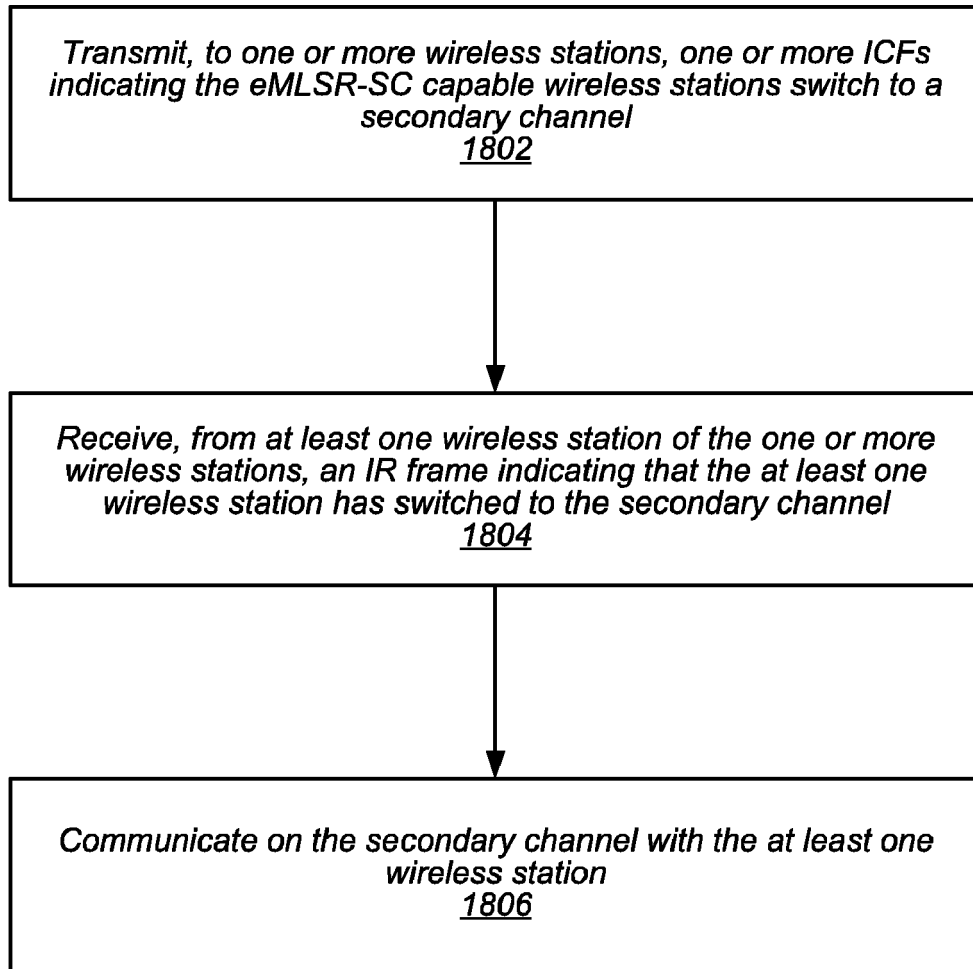 Transmit, to one or more wireless stations, one or more ICFs
indicating the eMLSR-SC capable wireless stations switch to a
secondary channel
1802
Receive, from at least one wireless station of the one or more
wireless stations, an IR frame indicating that the at least one
wireless station has switched to the secondary channel
1804
Communicate on the secondary channel with the at least one
wireless station
1806